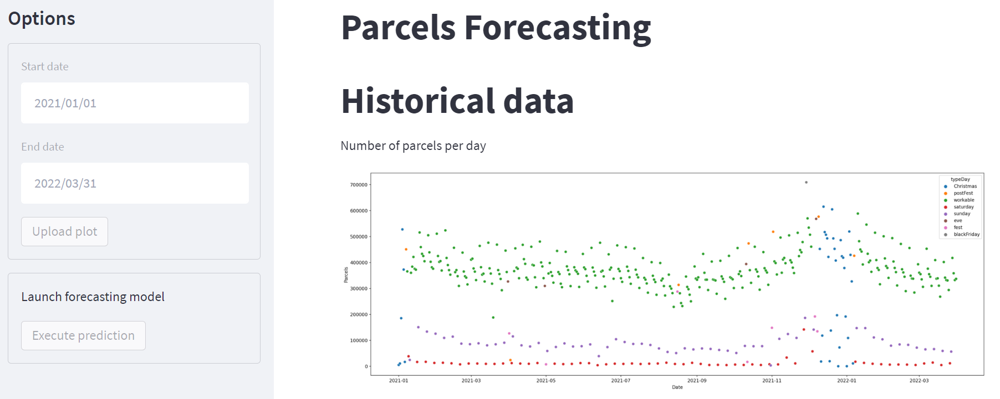 Options
Start date
2021/01/01
End date
2022/03/31
Upload plot
Launch forecasting model
Execute prediction
Parcels Forecasting
Historical data
Number of parcels per day
typeDay
Christmas
postFest
workable
saturday
sunday
eve
fest
blackFriday
Parcels
700000
600000
500000
400000
300000
200000
100000
0
2021-01 2021-03 2021-05 2021-07 2021-09 2021-11 2022-01 2022-03
Date